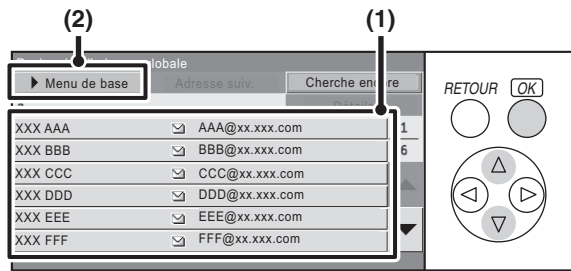 (2) (1)
lobale
Menu de base Adresse suiv. Cherche encore
RETOUR OK
XXX AAA AAA@xx.xxx.com 1
XXX BBB BBB@xx.xxx.com 6
XXX CCC CCC@xx.xxx.com
XXX DDD DDD@xx.xxx.com
XXX EEE EEE@xx.xxx.com
XXX FFF FFF@xx.xxx.com